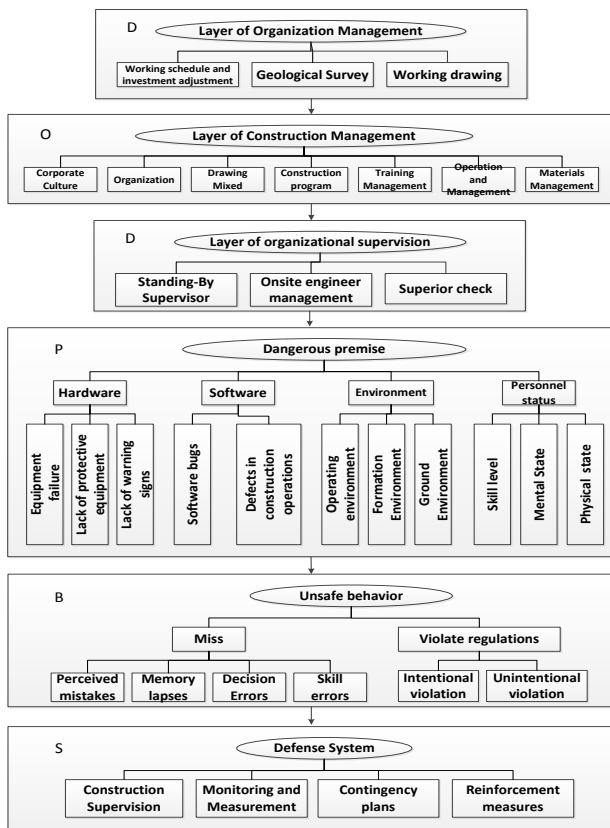 D
Layer of Organization Management
Working schedule and
investment adjustment
Geological Survey
Working drawing
O
Layer of Construction Management
Corporate
Culture
Organization
Drawing
Mixed
Construction
program
Training
Management
Operation
and
Management
Materials
Management
D
Layer of organizational supervision
Standing-By
Supervisor
Onsite engineer
management
Superior check
P
Dangerous premise
Hardware
Software
Environment
Personnel
status
Equipment
failure
Lack of protective
equipment
Lack of warning
signs
Software bugs
Defects in
construction
operations
Operating
environment
Formation
Environment
Ground
Environment
Skill level
Mental State
Physical state
B
Unsafe behavior
Miss
Violate regulations
Perceived
mistakes
Memory
lapses
Decision
Errors
Skill
errors
Intentional
violation
Unintentional
violation
S
Defense System
Construction
Supervision
Monitoring and
Measurement
Contingency
plans
Reinforcement
measures